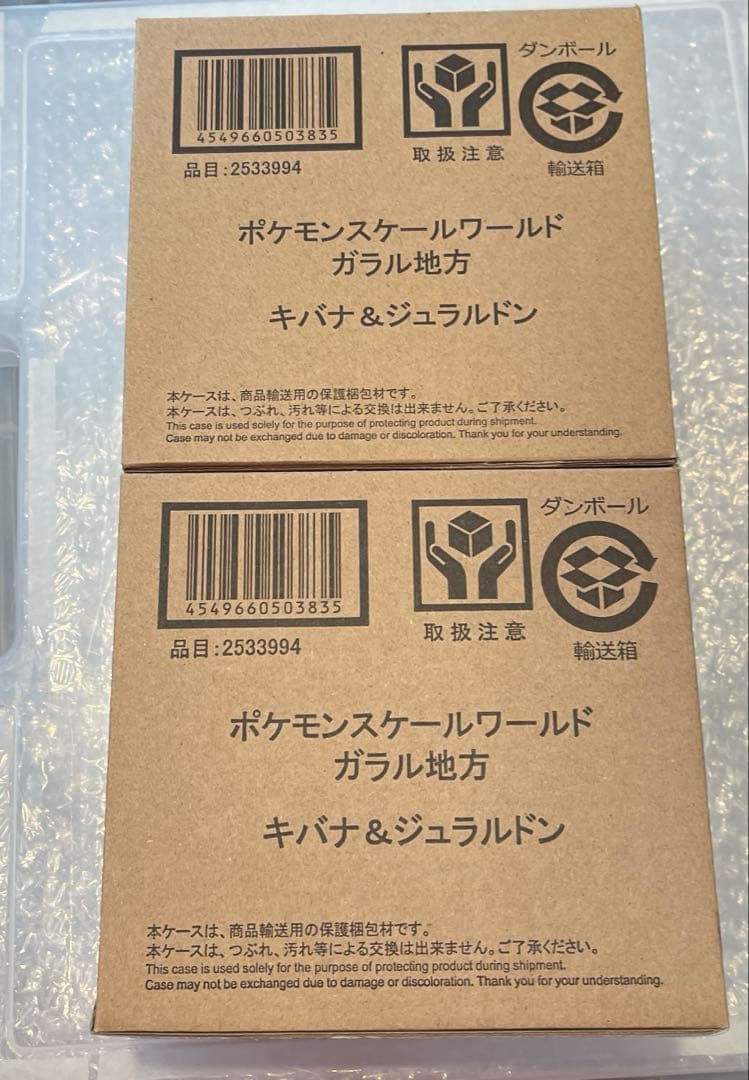 4549660503835
品目:2533994
取扱注意
ダンボール
輸送箱
ポケモンスケールワールド
ガラル地方
キバナ&ジュラルドン
本ケースは、商品輸送用の保護梱包材です。
本ケースは、つぶれ、汚れ等による交換は出来ません。ご了承ください。
This case is used solely for the purpose of protecting product during shipment.
Case may not be exchanged due to damage or discoloration. Thank you for your understanding.
4549660503835
品目:2533994
取扱注意
ダンボール
輸送箱
ポケモンスケールワールド
ガラル地方
キバナ&ジュラルドン
本ケースは、商品輸送用の保護梱包材です。
本ケースは、つぶれ、汚れ等による交換は出来ません。ご了承ください。
This case is used solely for the purpose of protecting product during shipment.
Case may not be exchanged due to damage or discoloration. Thank you for your understanding.